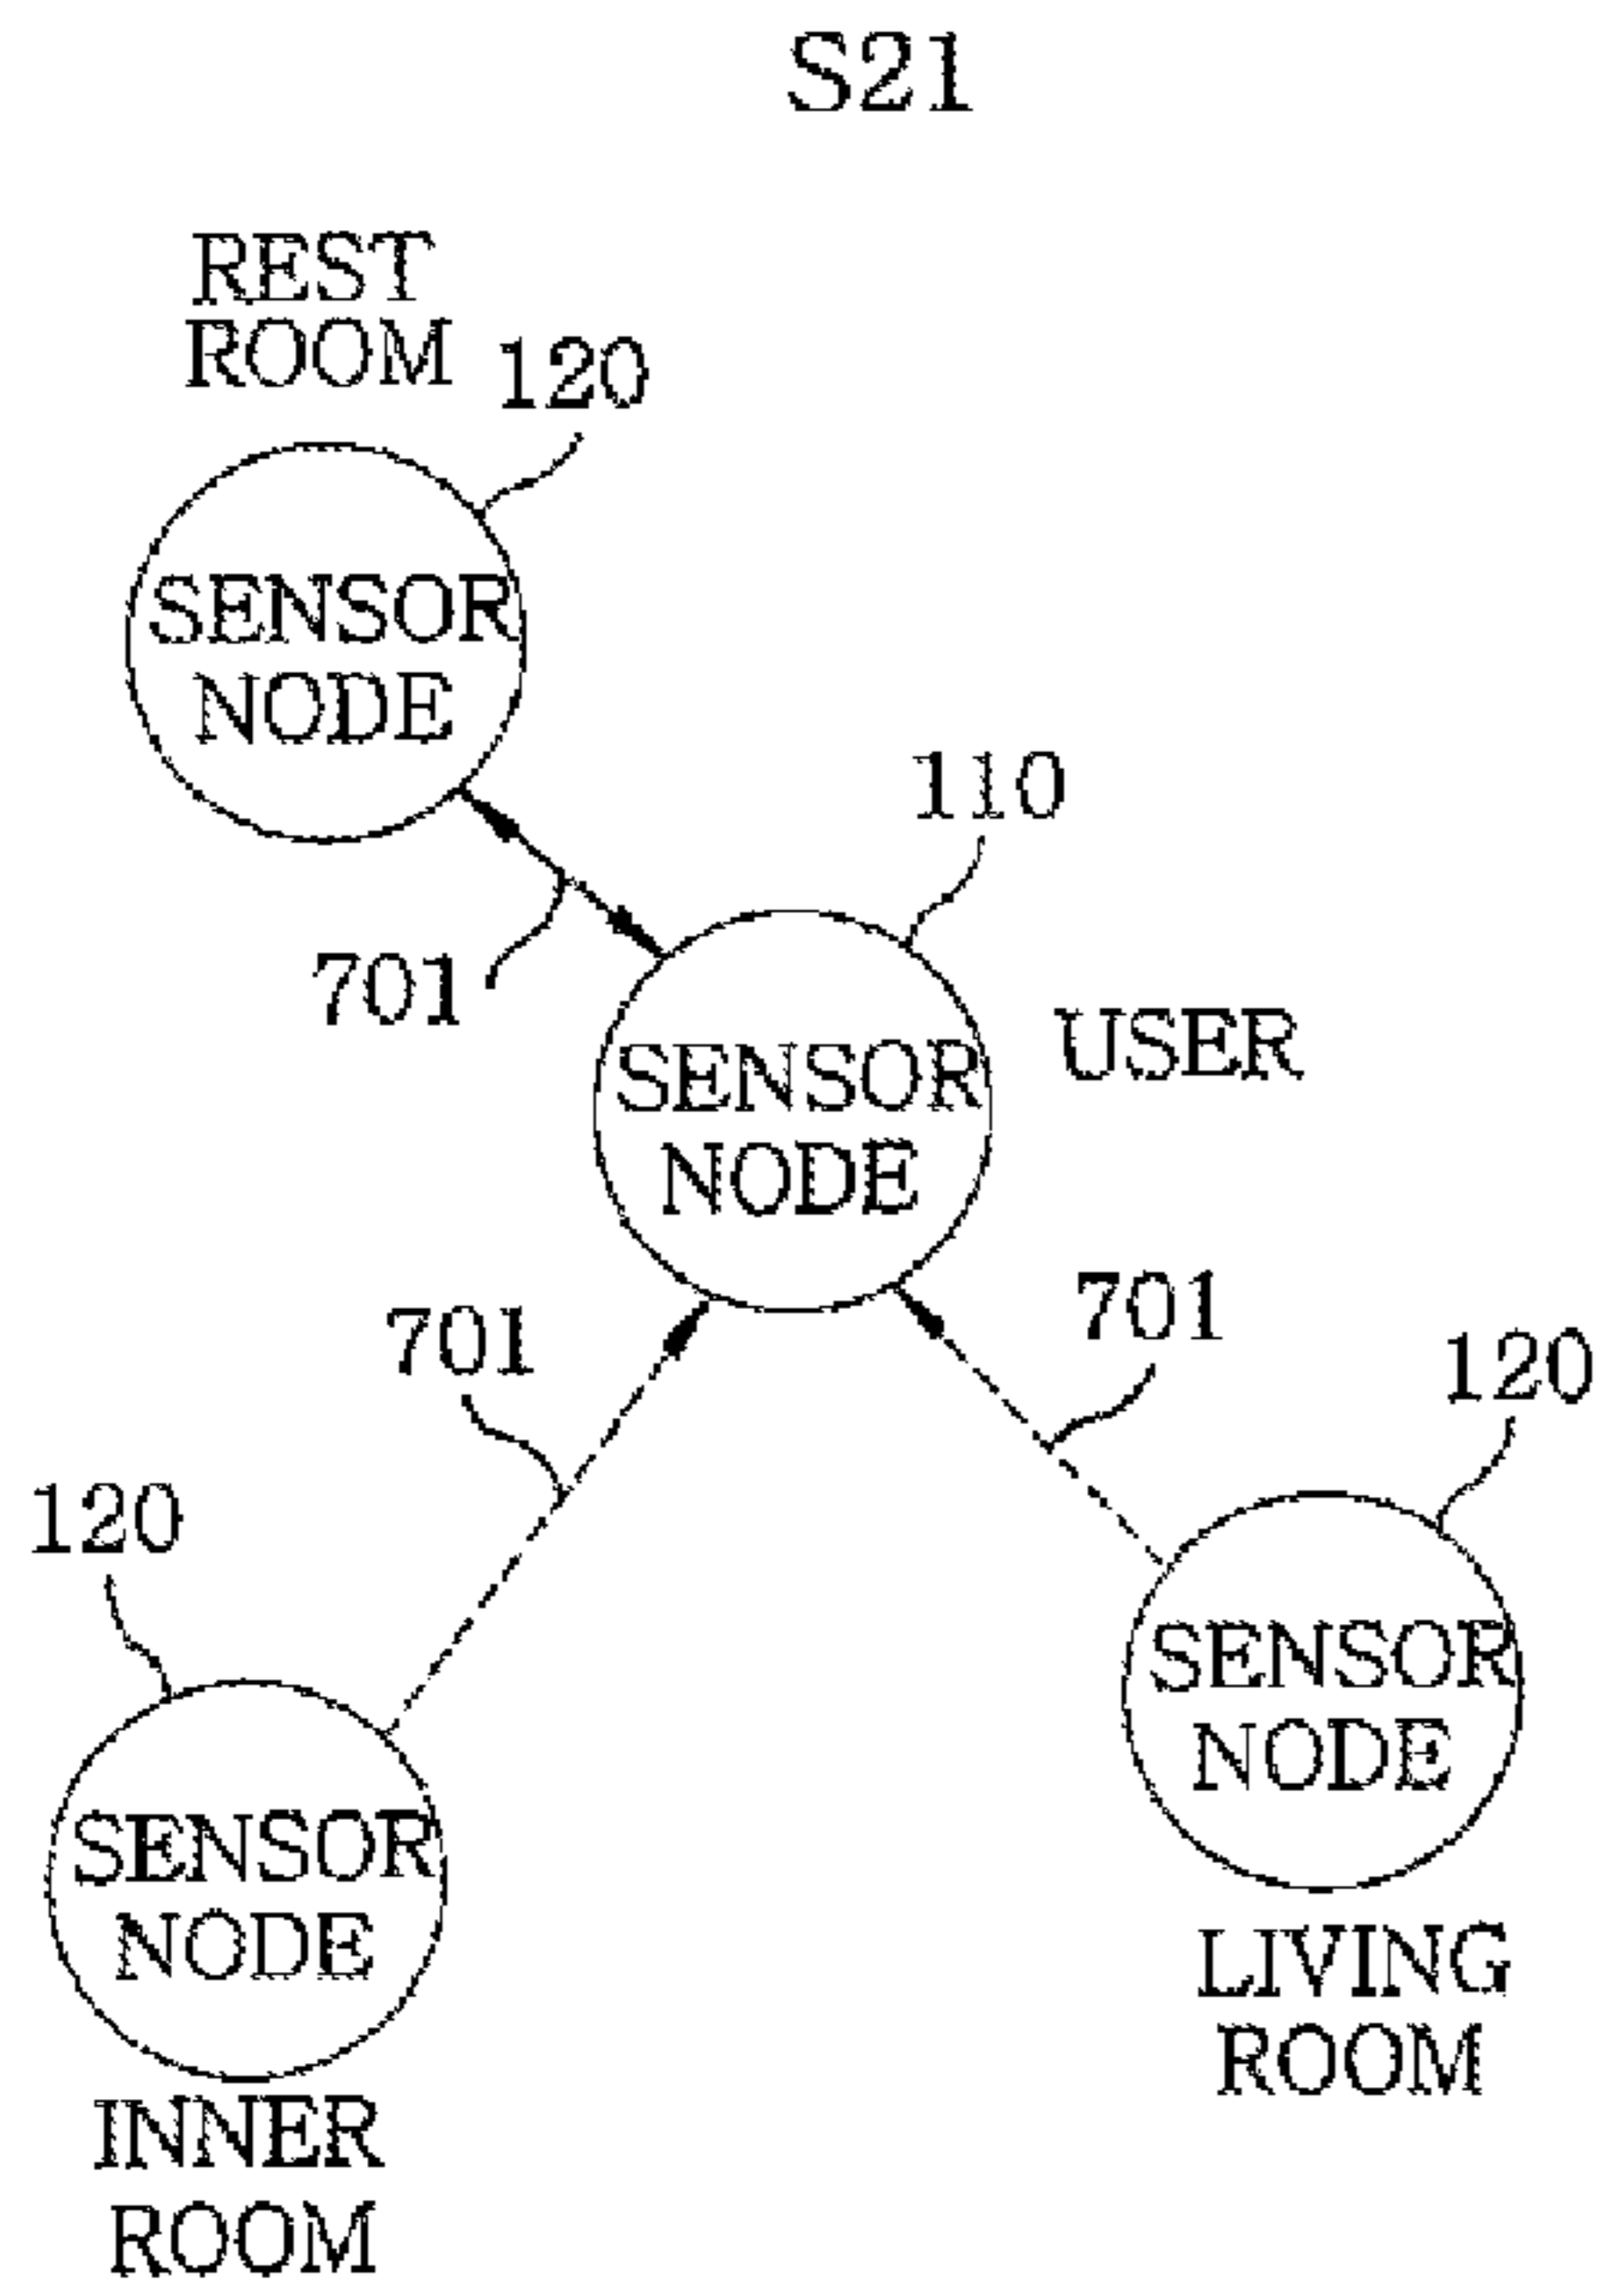 S21
REST
ROOM
120
SENSOR
NODE
110
701
USER
SENSOR
NODE
701
701
120
120
SENSOR
NODE
SENSOR
NODE
LIVING
ROOM
INNER
ROOM